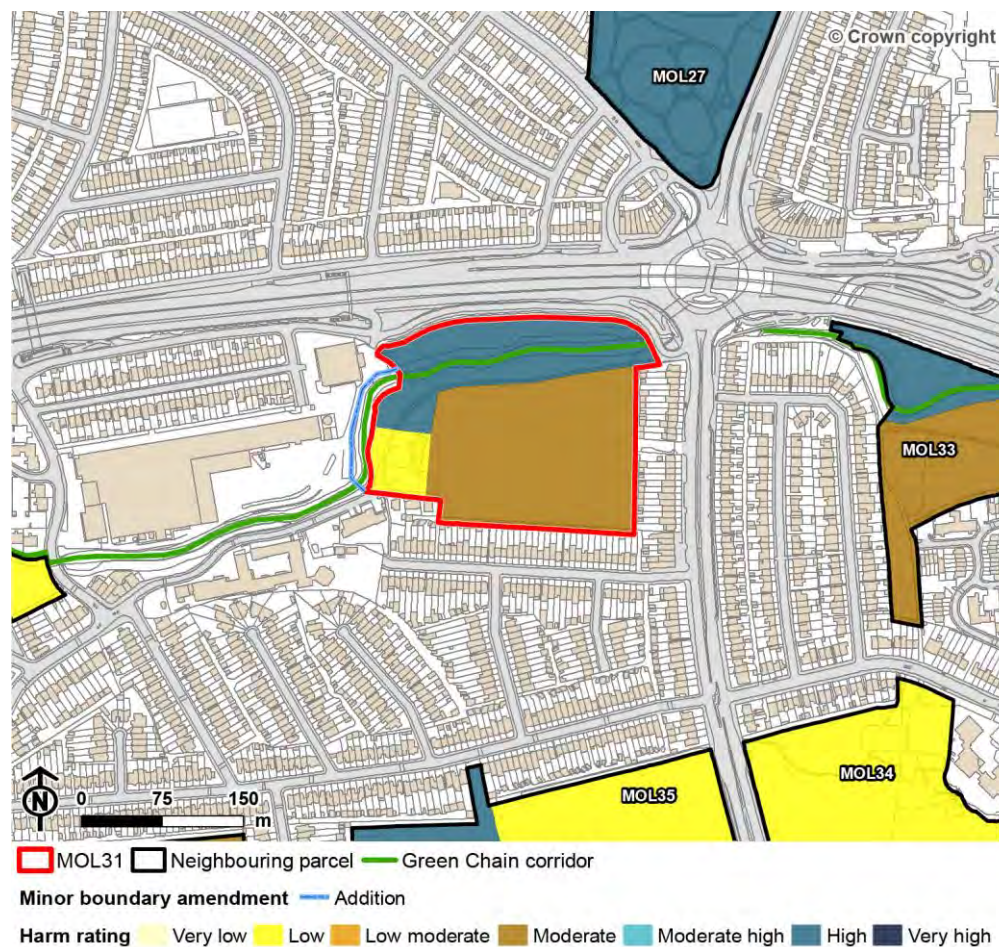 © Crown copyright
MOL27
MOL33
MOL34
MOL35
N
0 75 150
m
MOL31 Neighbouring parcel Green Chain corridor
Minor boundary amendment Addition
Harm rating Very low Low Low moderate Moderate Moderate high High Very high